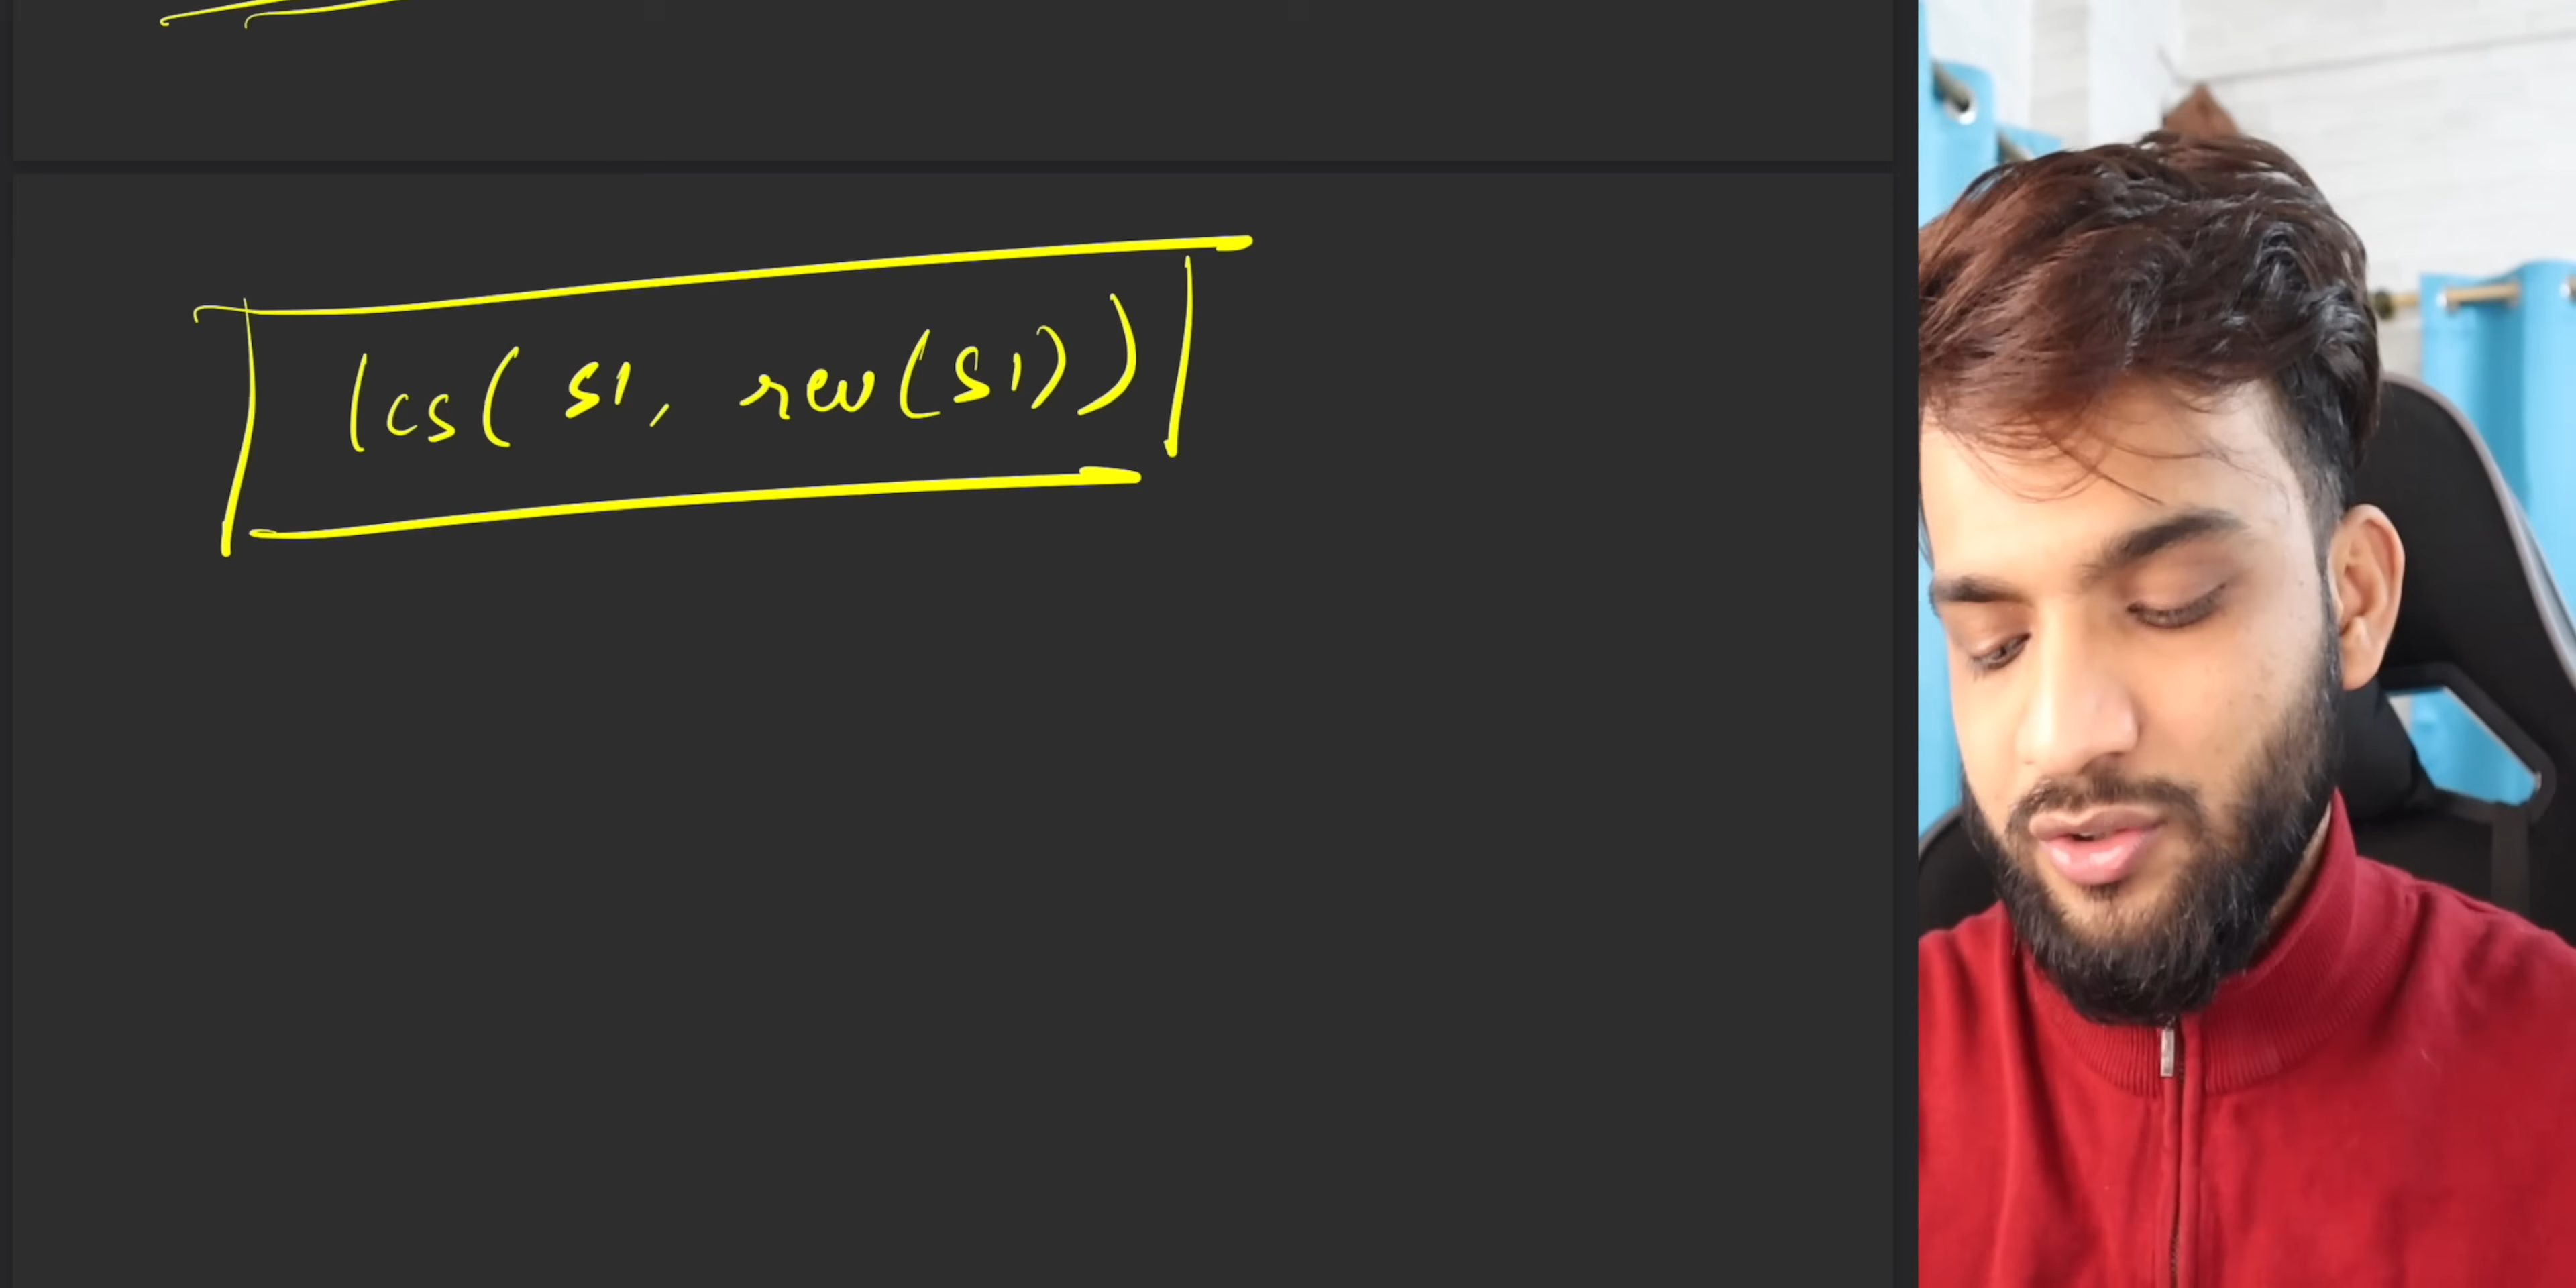 lcs( s1, rev(s1))